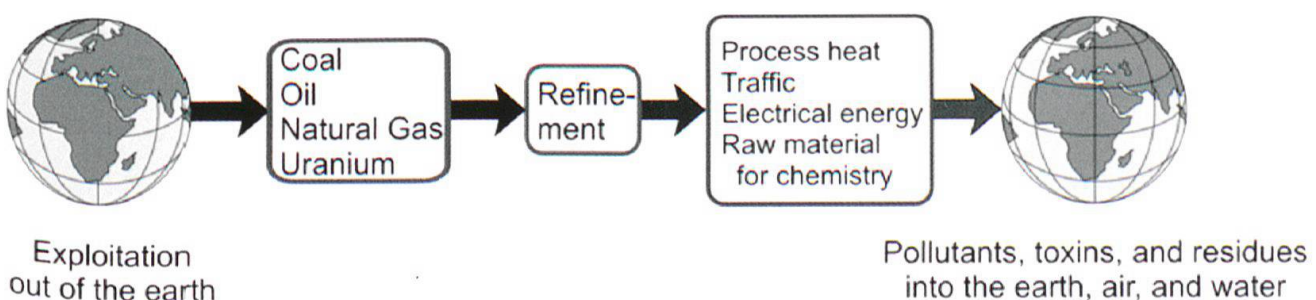 Coal
Oil
Natural Gas
Uranium
Refine-
ment
Process heat
Traffic
Electrical energy
Raw material
for chemistry
Exploitation
out of the earth
Pollutants, toxins, and residues
into the earth, air, and water